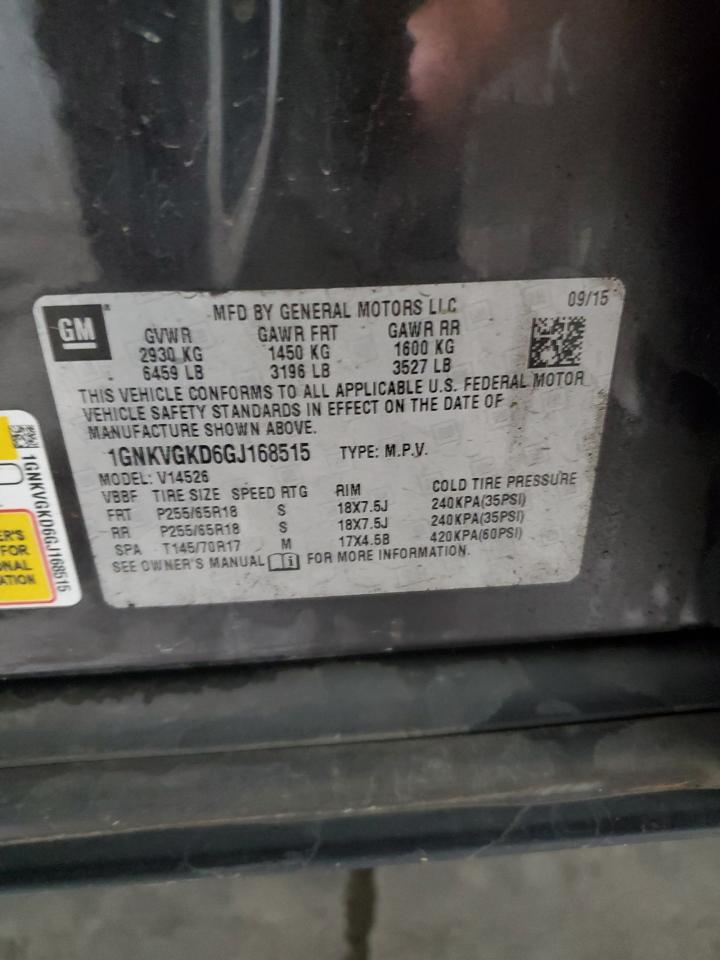 GM
MFD BY GENERAL MOTORS LLC
09/15
GVWR GAWR FRT GAWR RR
2930 KG 1450 KG 1600 KG
6459 LB 3196 LB 3527 LB
THIS VEHICLE CONFORMS TO ALL APPLICABLE U.S. FEDERAL MOTOR
VEHICLE SAFETY STANDARDS IN EFFECT ON THE DATE OF
MANUFACTURE SHOWN ABOVE.
1GNKVGKD6GJ168515 TYPE: M.P.V.
MODEL: V14526
VBBF TIRE SIZE SPEED RTG RIM COLD TIRE PRESSURE
FRT P255/65R18 S 18X7.5J 240KPA(35PSI)
RR P255/65R18 S 18X7.5J 240KPA(35PSI)
SPA T145/70R17 M 17X4.5B 420KPA(60PSI)
SEE OWNER'S MANUAL FOR MORE INFORMATION.
1GNKVGKD6GJ168515
ER'S
FOR
ONAL
ATION